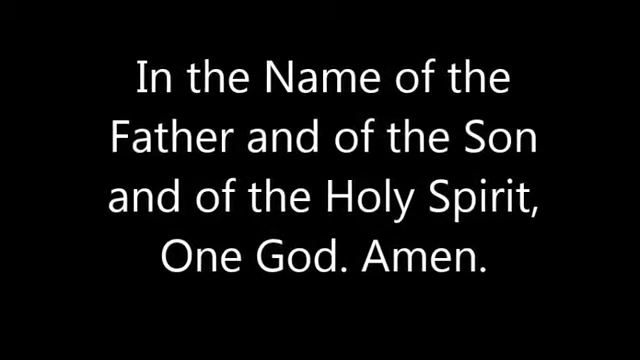 In the Name of the
Father and of the Son
and of the Holy Spirit,
One God. Amen.